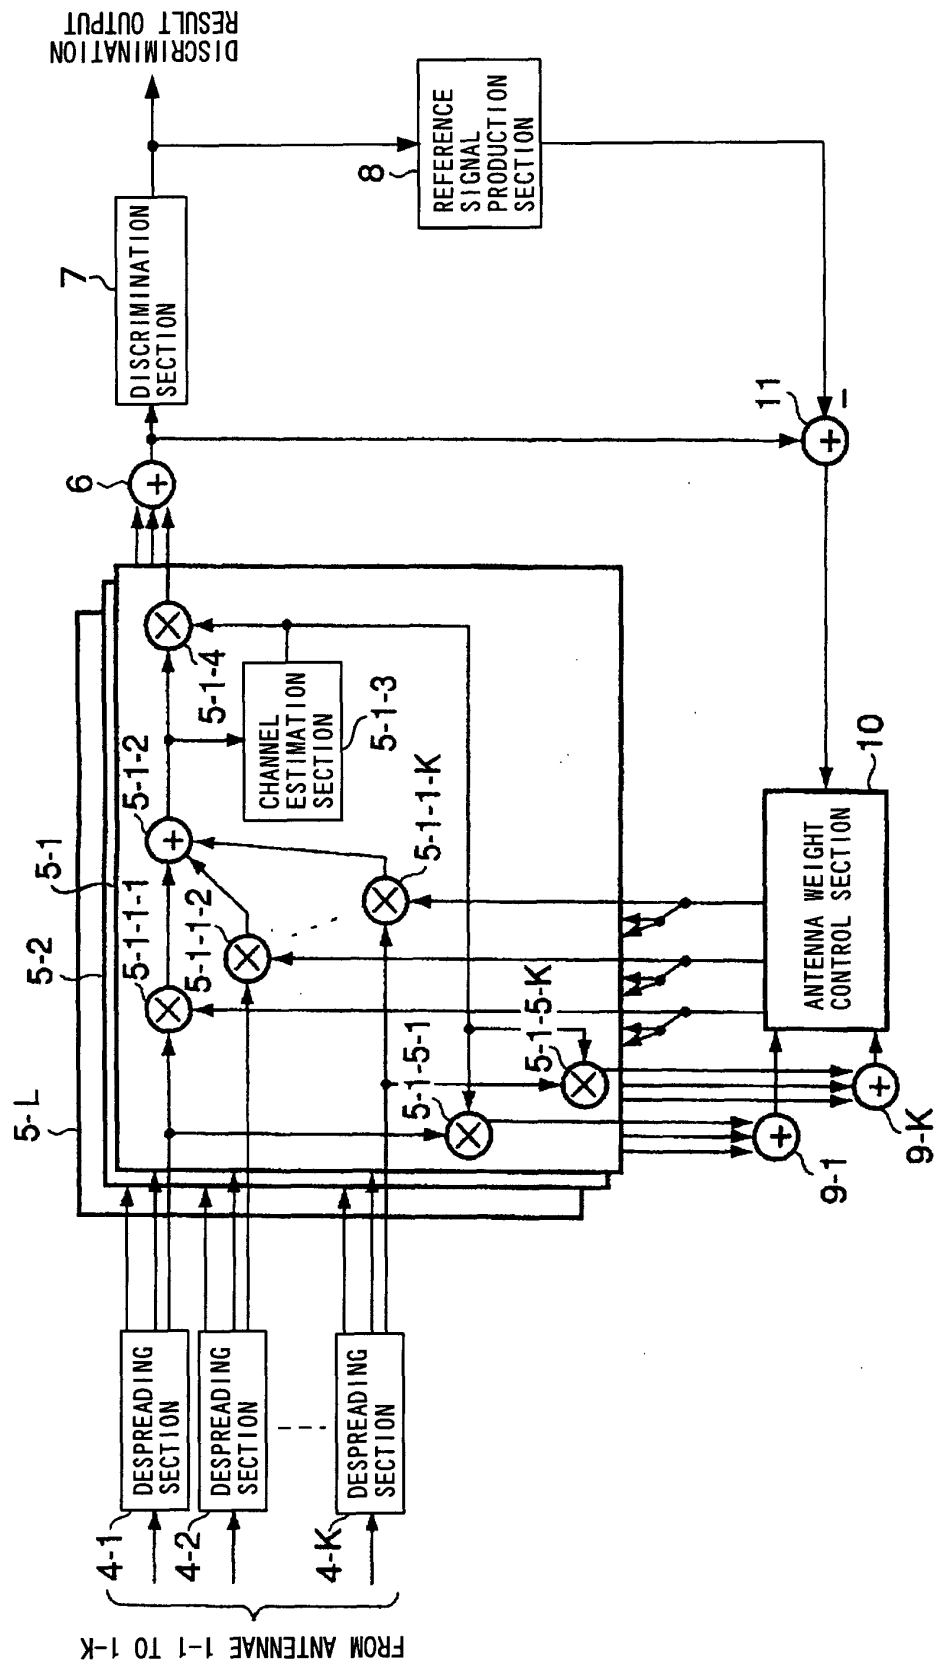 FROM ANTENNAE 1-1 TO 1-K
4-1
DESPREADING
SECTION
4-2
DESPREADING
SECTION
4-K
DESPREADING
SECTION
5-L
5-2
5-1
5-1-1-1
5-1-1-2
5-1-1-K
5-1-2
5-1-4
CHANNEL
ESTIMATION
SECTION
5-1-3
5-1-5-1
5-1-5-K
6
7
DISCRIMINATION
SECTION
DISCRIMINATION
RESULT OUTPUT
8
REFERENCE
SIGNAL
PRODUCTION
SECTION
9-1
9-K
ANTENNA WEIGHT
CONTROL SECTION
10
11